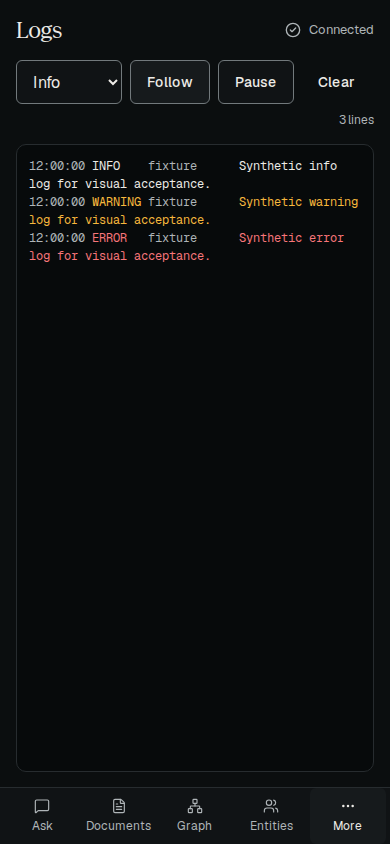 Logs
Connected
Info
Follow
Pause
Clear
3 lines
12:00:00 INFO fixture Synthetic info
log for visual acceptance.
12:00:00 WARNING fixture Synthetic warning
log for visual acceptance.
12:00:00 ERROR fixture Synthetic error
log for visual acceptance.
Ask
Documents
Graph
Entities
More